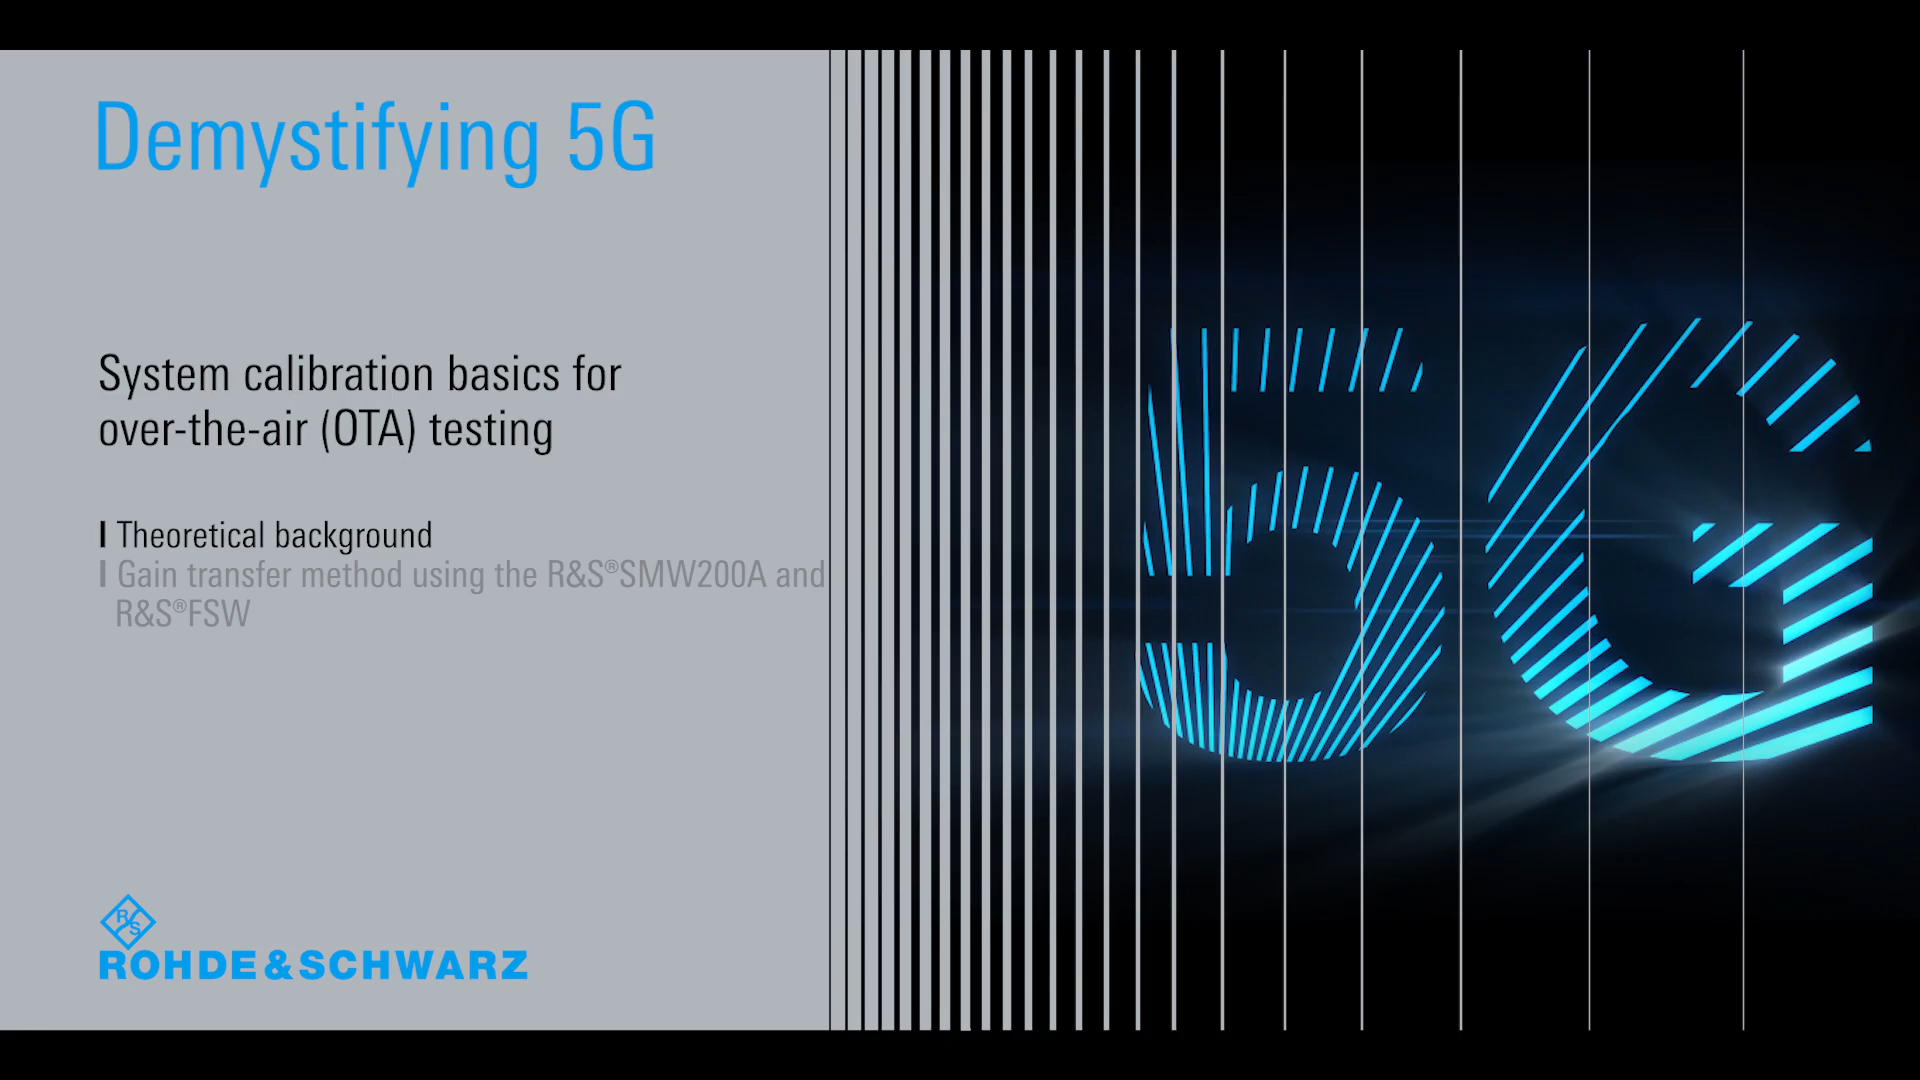 Demystifying 5G
System calibration basics for
over-the-air (OTA) testing
I Theoretical background
I Gain transfer method using the R&S®SMW200A and
R&S®FSW
5G
R&S
ROHDE&SCHWARZ